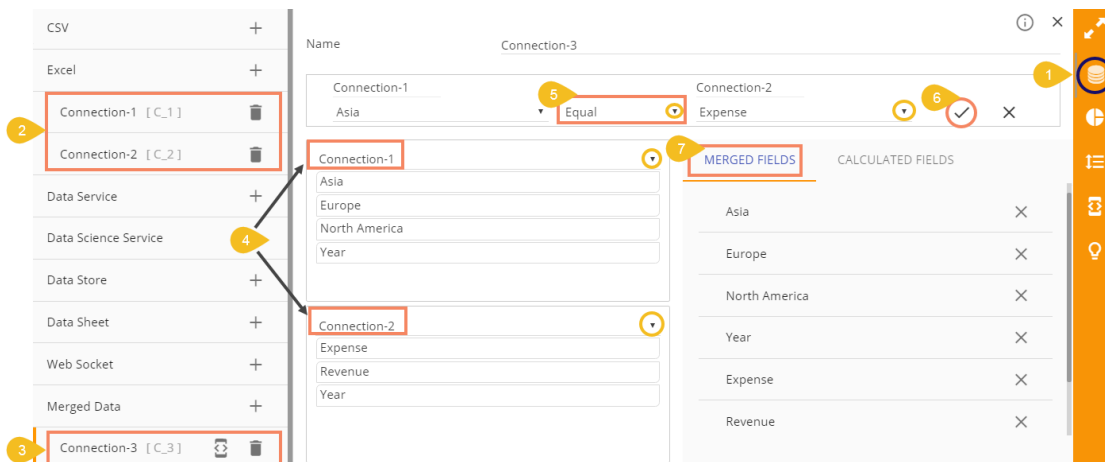 CSV
Excel
Connection-1 [ C_1 ]
2
Connection-2 [ C_2 ]
Data Service
Data Science Service
4
Data Store
Data Sheet
Web Socket
Merged Data
3
Connection-3 [ C_3 ]
Name Connection-3
1
Connection-1 Connection-2
5
6
Asia Equal Expense
Connection-1
Asia
Europe
North America
Year
Connection-2
Expense
Revenue
Year
7
MERGED FIELDS CALCULATED FIELDS
Asia
Europe
North America
Year
Expense
Revenue